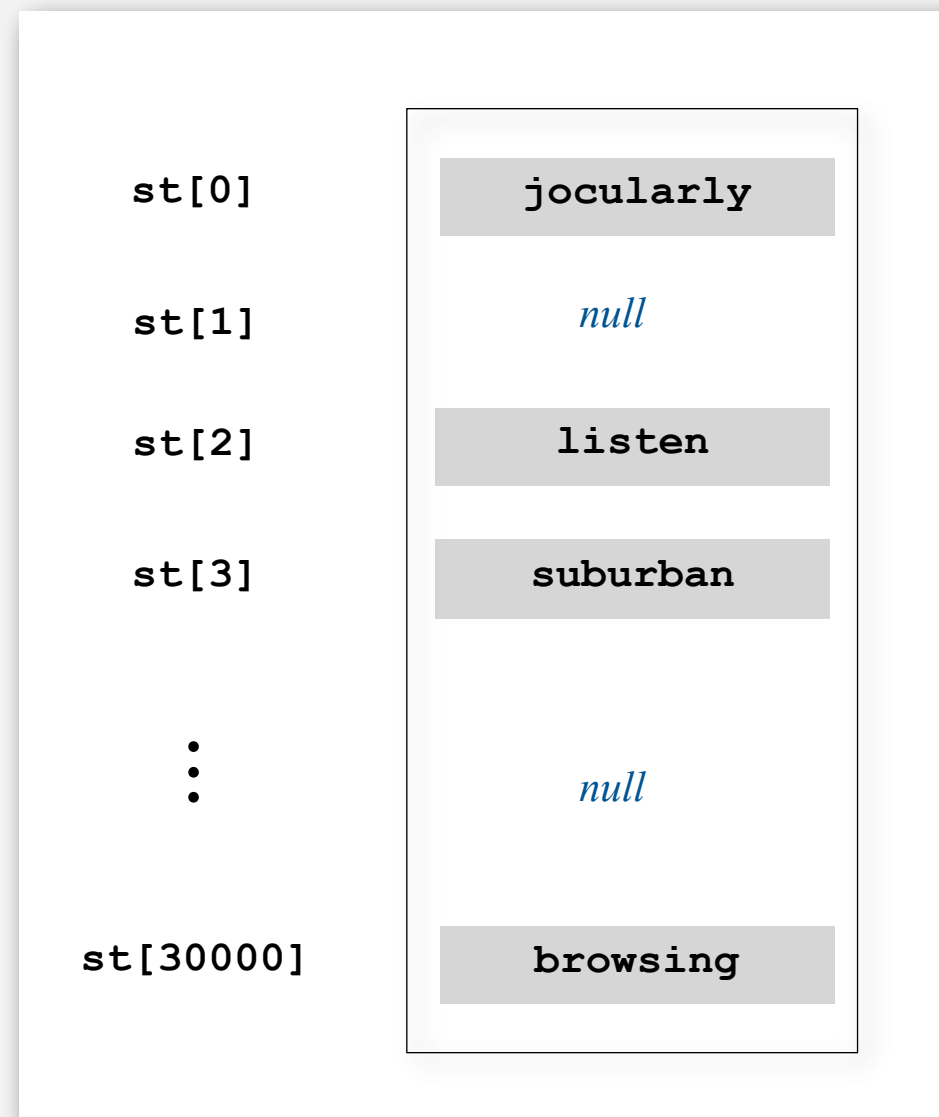 st[0] jocularly
st[1] null
st[2] listen
st[3] suburban
null
st[30000] browsing